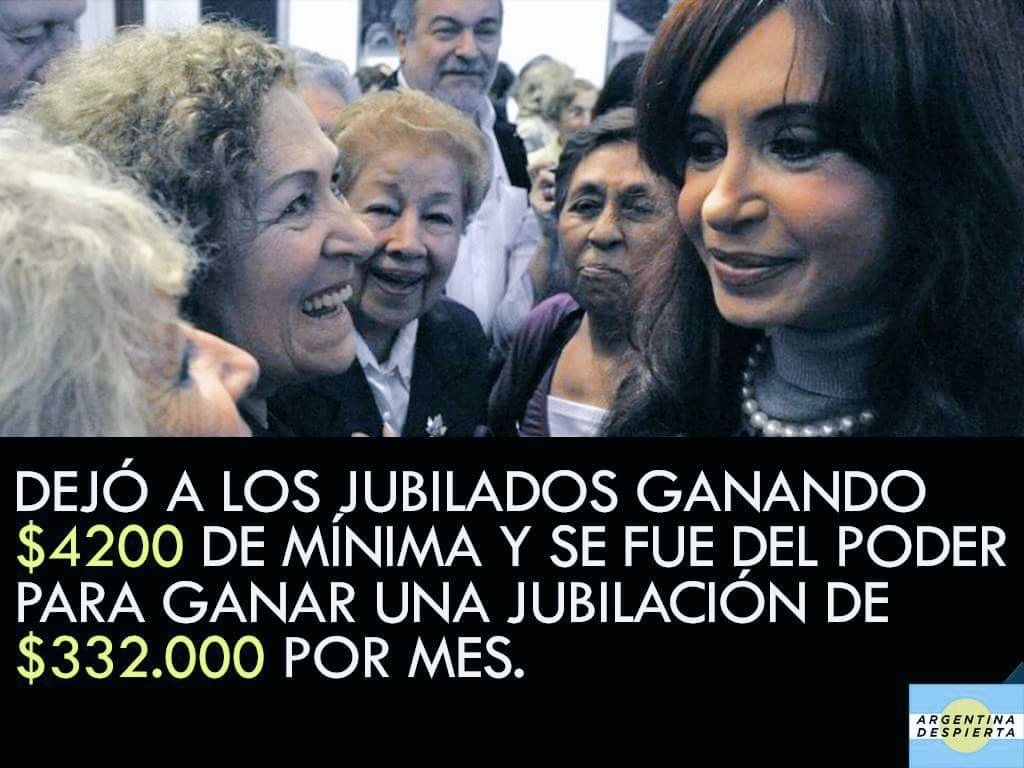 DEJÓ A LOS JUBILADOS GANANDO
$4200 DE MÍNIMA Y SE FUE DEL PODER
PARA GANAR UNA JUBILACIÓN DE
$332.000 POR MES.
ARGENTINA
DESPIERTA